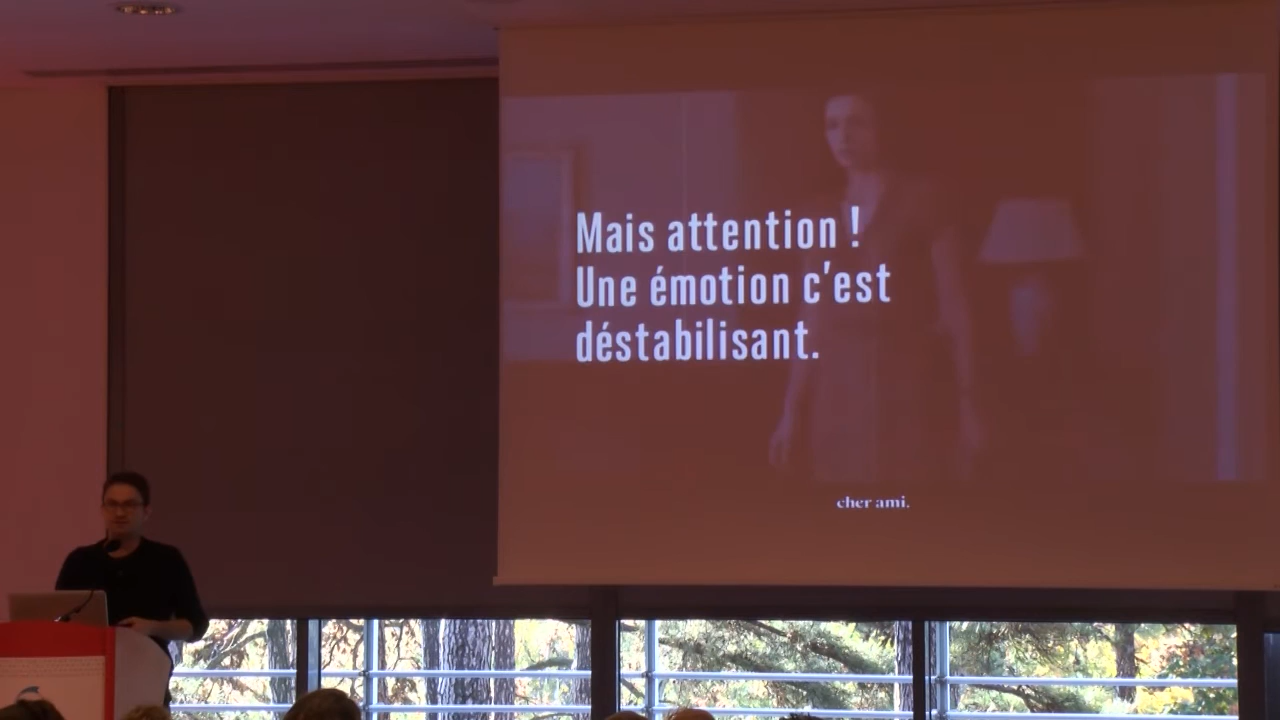 Mais attention !
Une émotion c'est
déstabilisant.
cher ami.